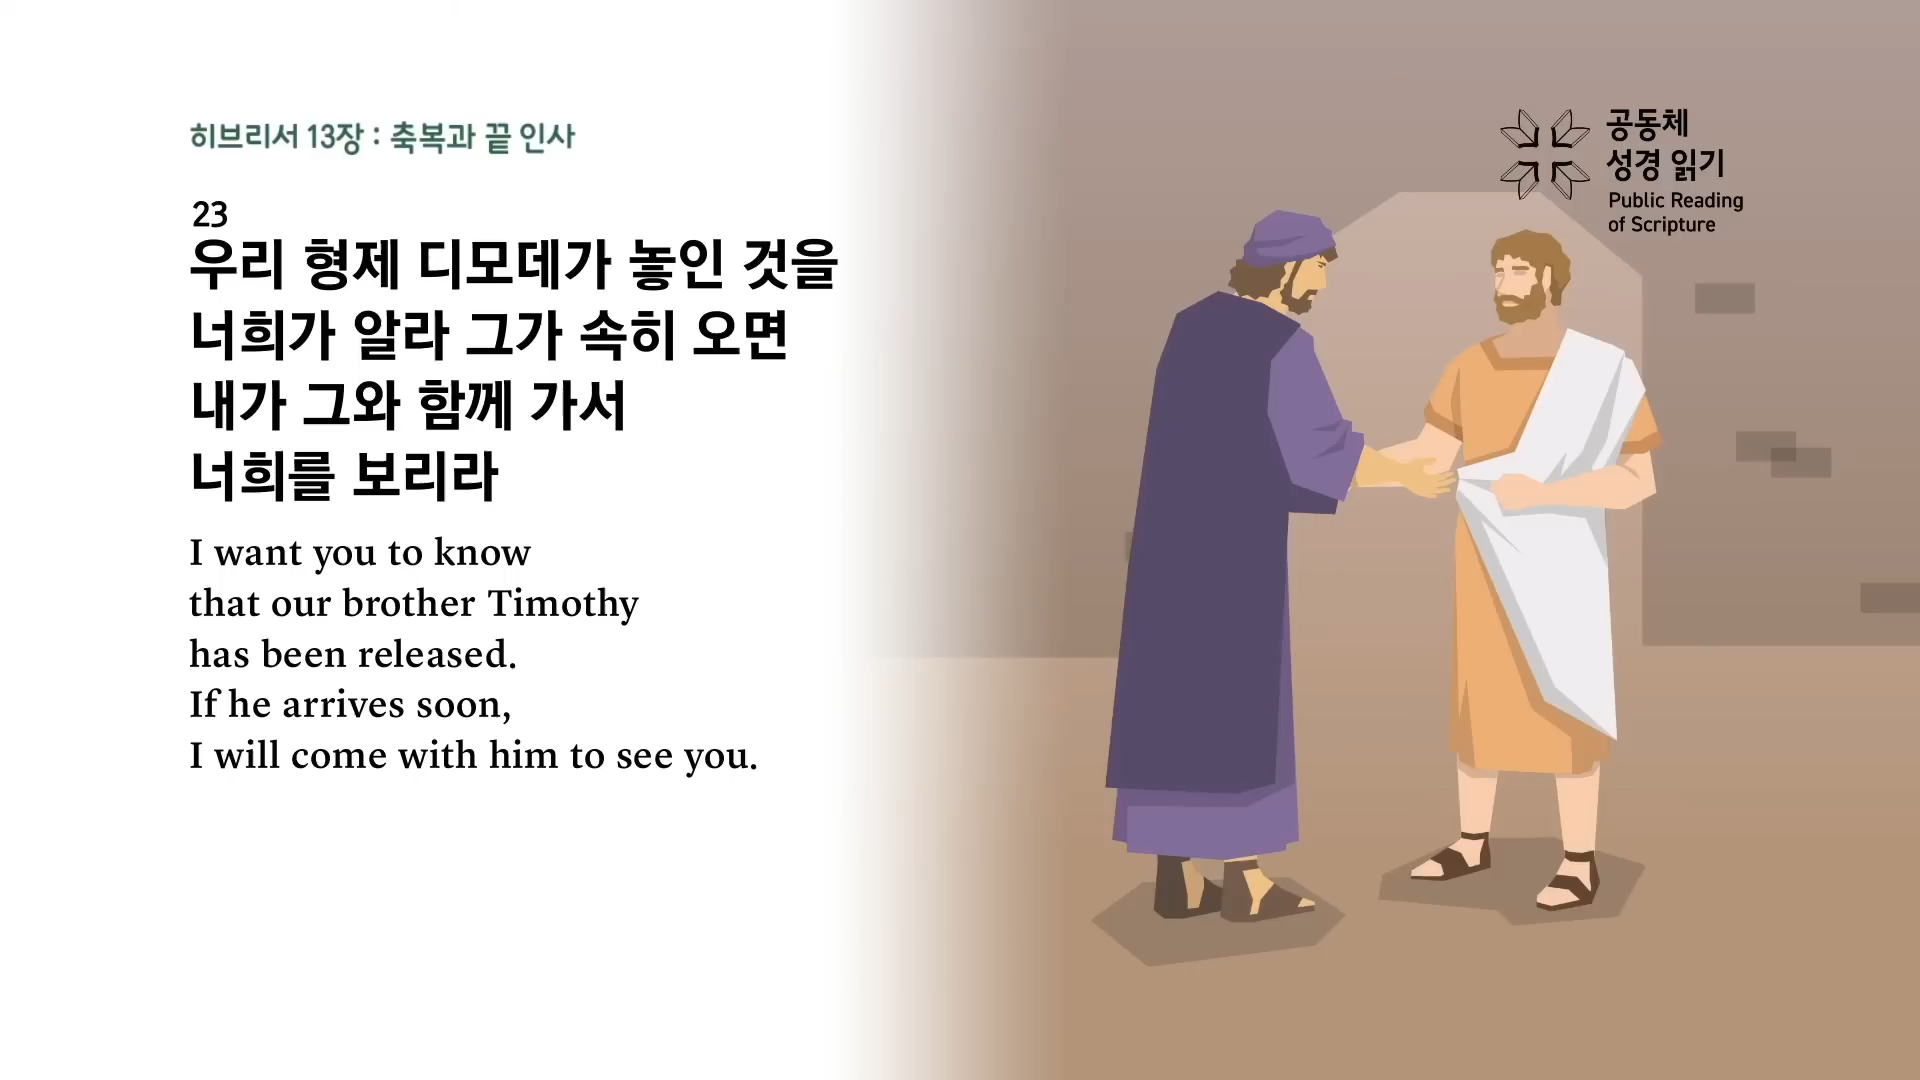 히브리서 13장 : 축복과 끝 인사
23
우리 형제 디모데가 놓인 것을
너희가 알라 그가 속히 오면
내가 그와 함께 가서
너희를 보리라
I want you to know
that our brother Timothy
has been released.
If he arrives soon,
I will come with him to see you.
공동체
성경 읽기
Public Reading
of Scripture